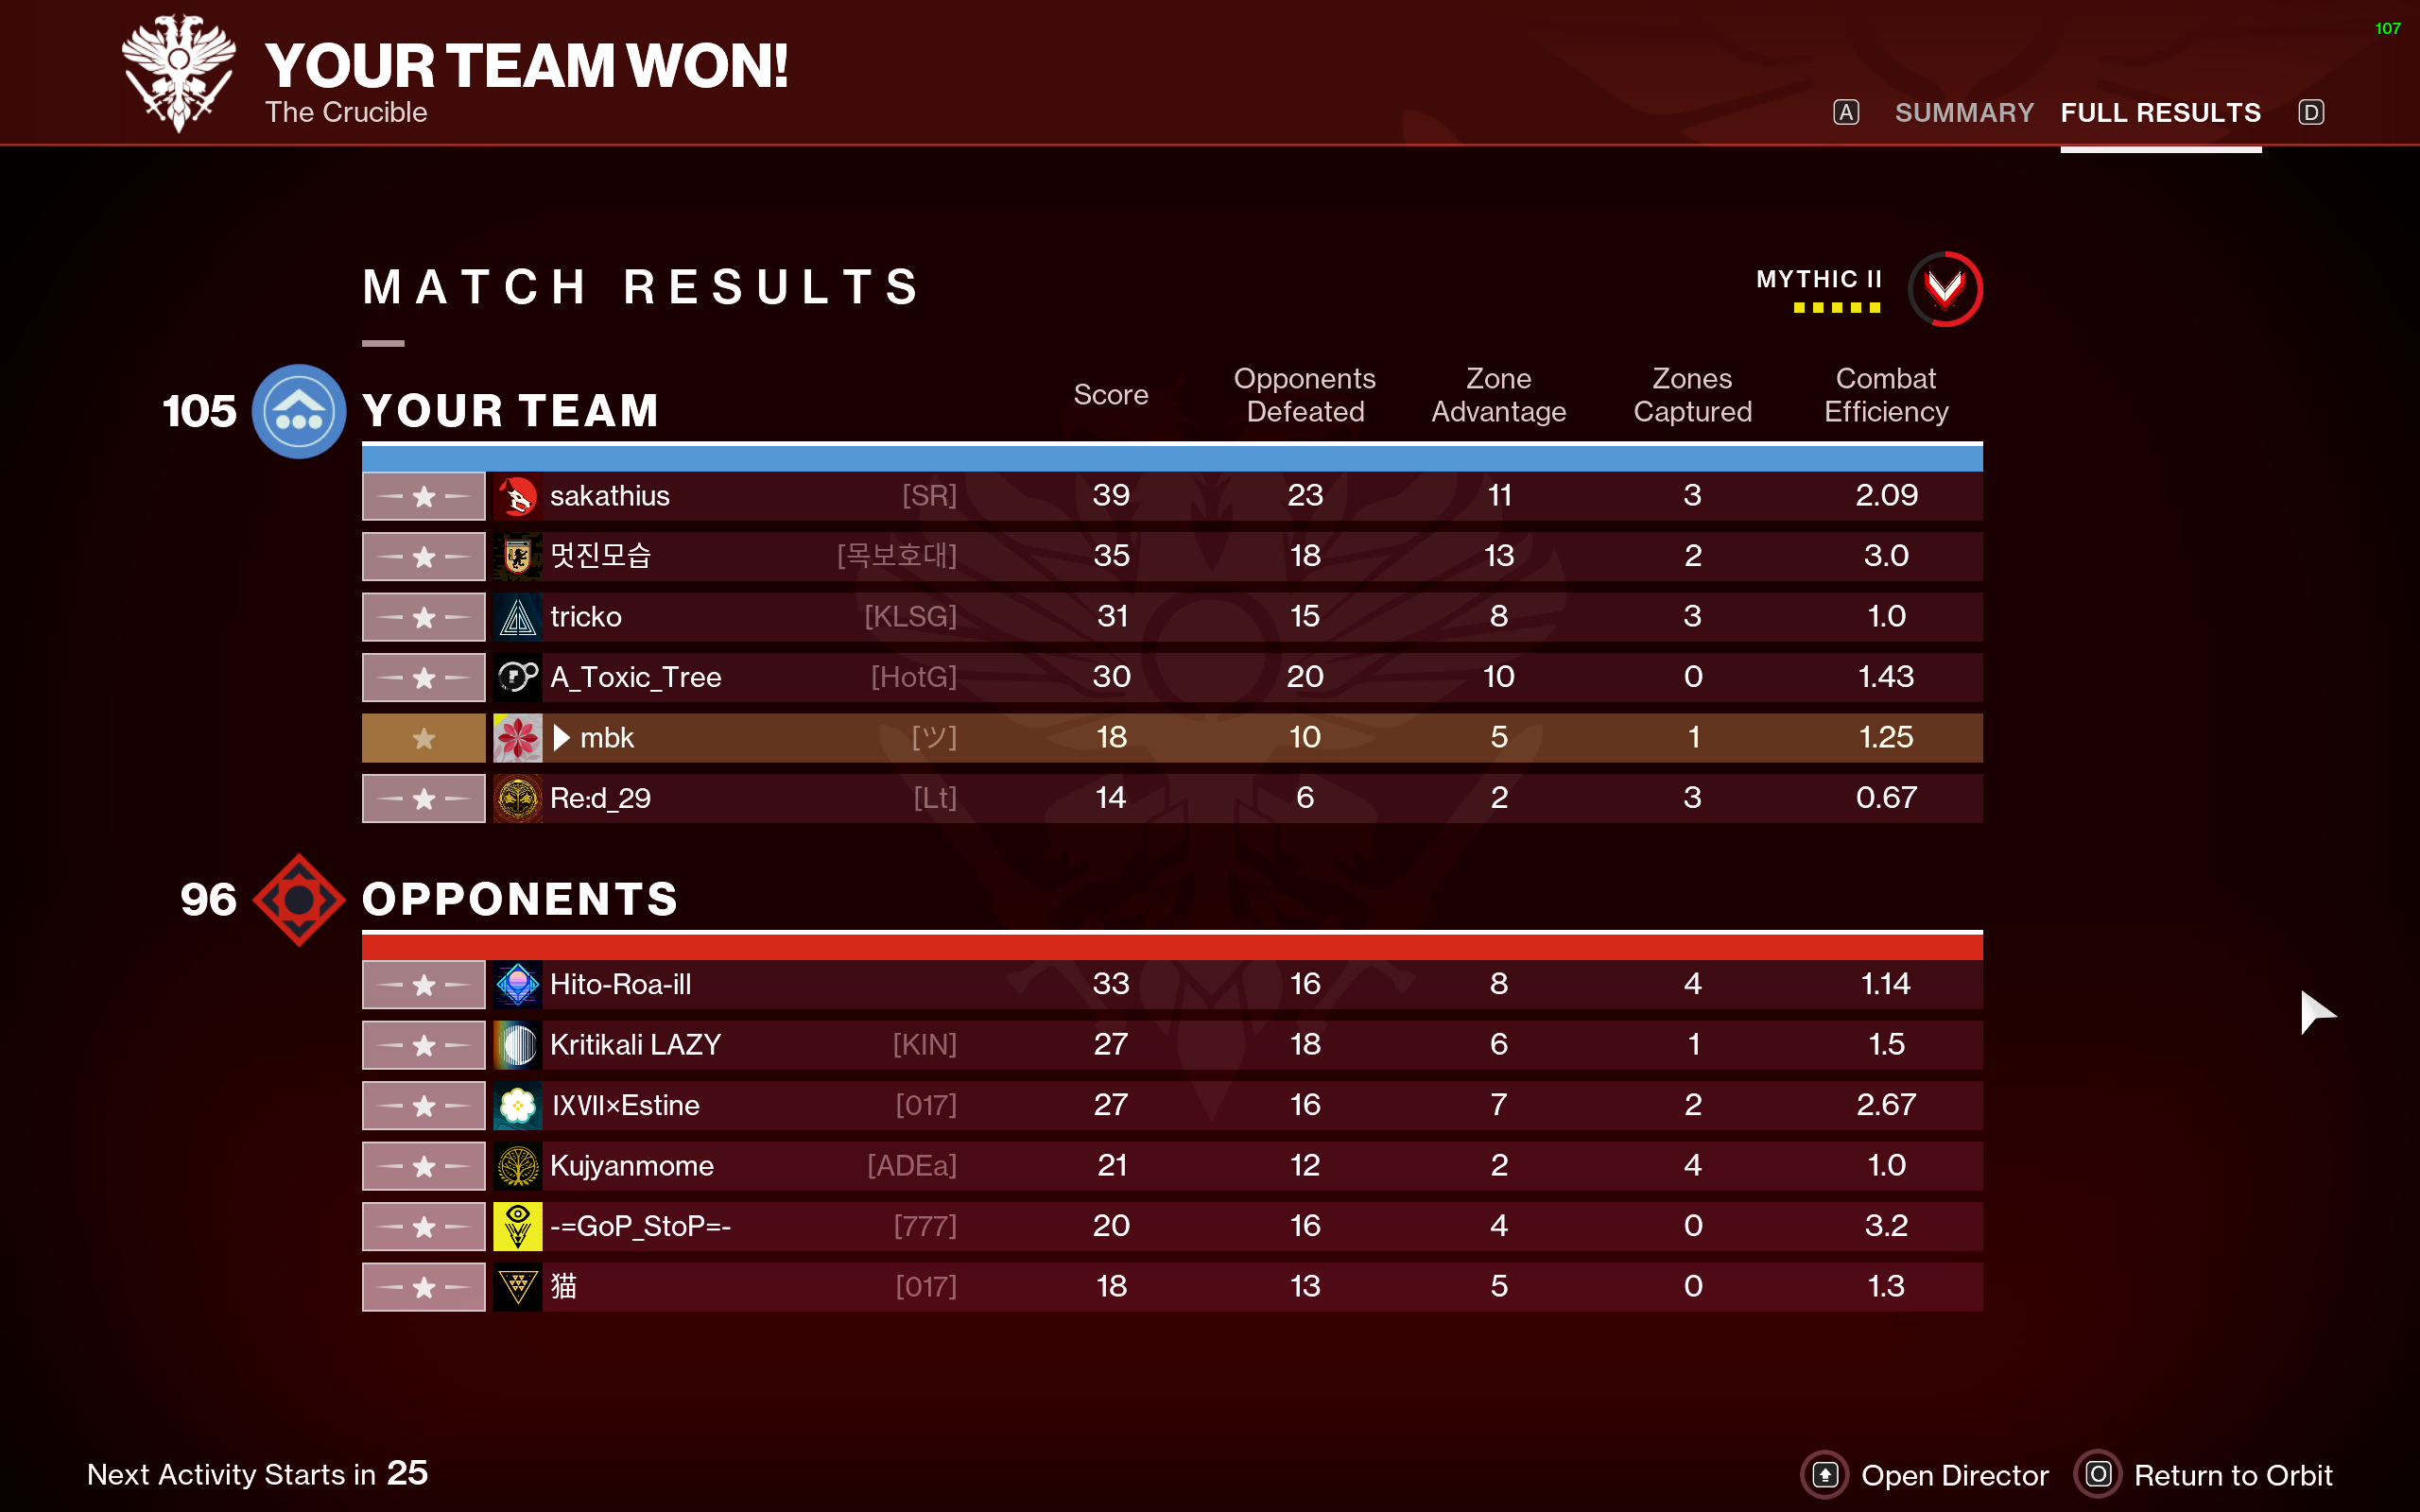 107
YOUR TEAM WON!
The Crucible
A SUMMARY FULL RESULTS D
MATCH RESULTS
MYTHIC II
105 YOUR TEAM Score Opponents Defeated Zone Advantage Zones Captured Combat Efficiency
sakathius [SR] 39 23 11 3 2.09
멋진모습 [목보호대] 35 18 13 2 3.0
tricko [KLSG] 31 15 8 3 1.0
A_Toxic_Tree [HotG] 30 20 10 0 1.43
mbk [ツ] 18 10 5 1 1.25
Re:d_29 [Lt] 14 6 2 3 0.67
96 OPPONENTS
Hito-Roa-ill 33 16 8 4 1.14
Kritikali LAZY [KIN] 27 18 6 1 1.5
IXVII×Estine [017] 27 16 7 2 2.67
Kujyanmome [ADEa] 21 12 2 4 1.0
-=GoP_StoP=- [777] 20 16 4 0 3.2
猫 [017] 18 13 5 0 1.3
Next Activity Starts in 25
Open Director O Return to Orbit